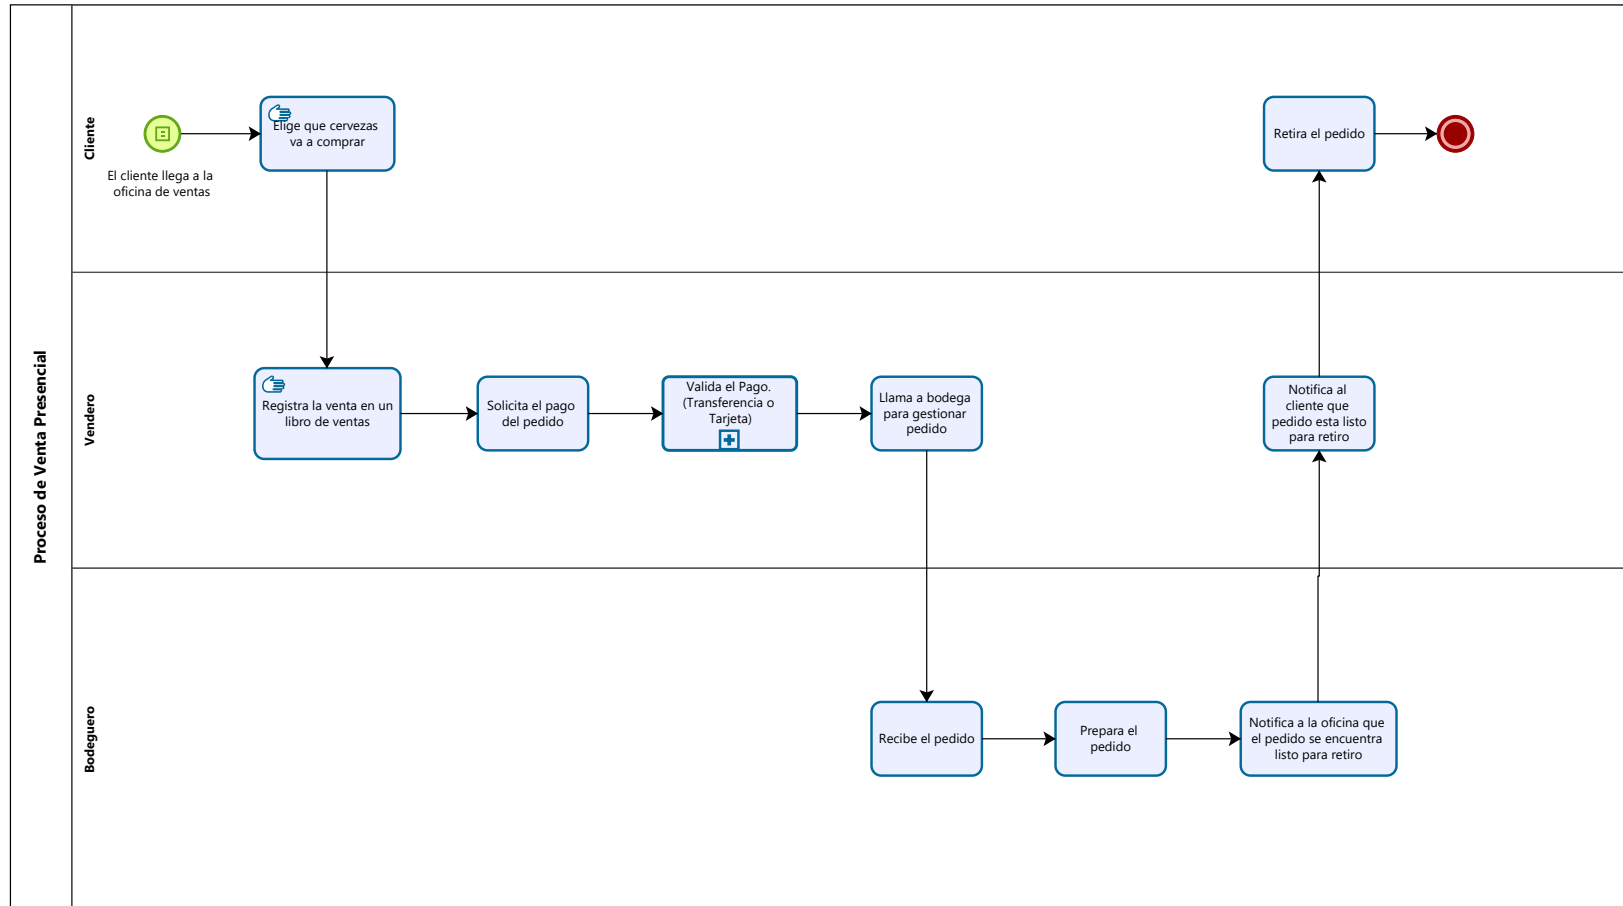 Proceso de Venta Presencial
Cliente
El cliente llega a la
oficina de ventas
Elige que cervezas
va a comprar
Retira el pedido
Vendero
Registra la venta en un
libro de ventas
Solicita el pago
del pedido
Valida el Pago.
(Transferencia o
Tarjeta)
Llama a bodega
para gestionar
pedido
Notifica al
cliente que
pedido esta listo
para retiro
Bodeguero
Recibe el pedido
Prepara el
pedido
Notifica a la oficina que
el pedido se encuentra
listo para retiro